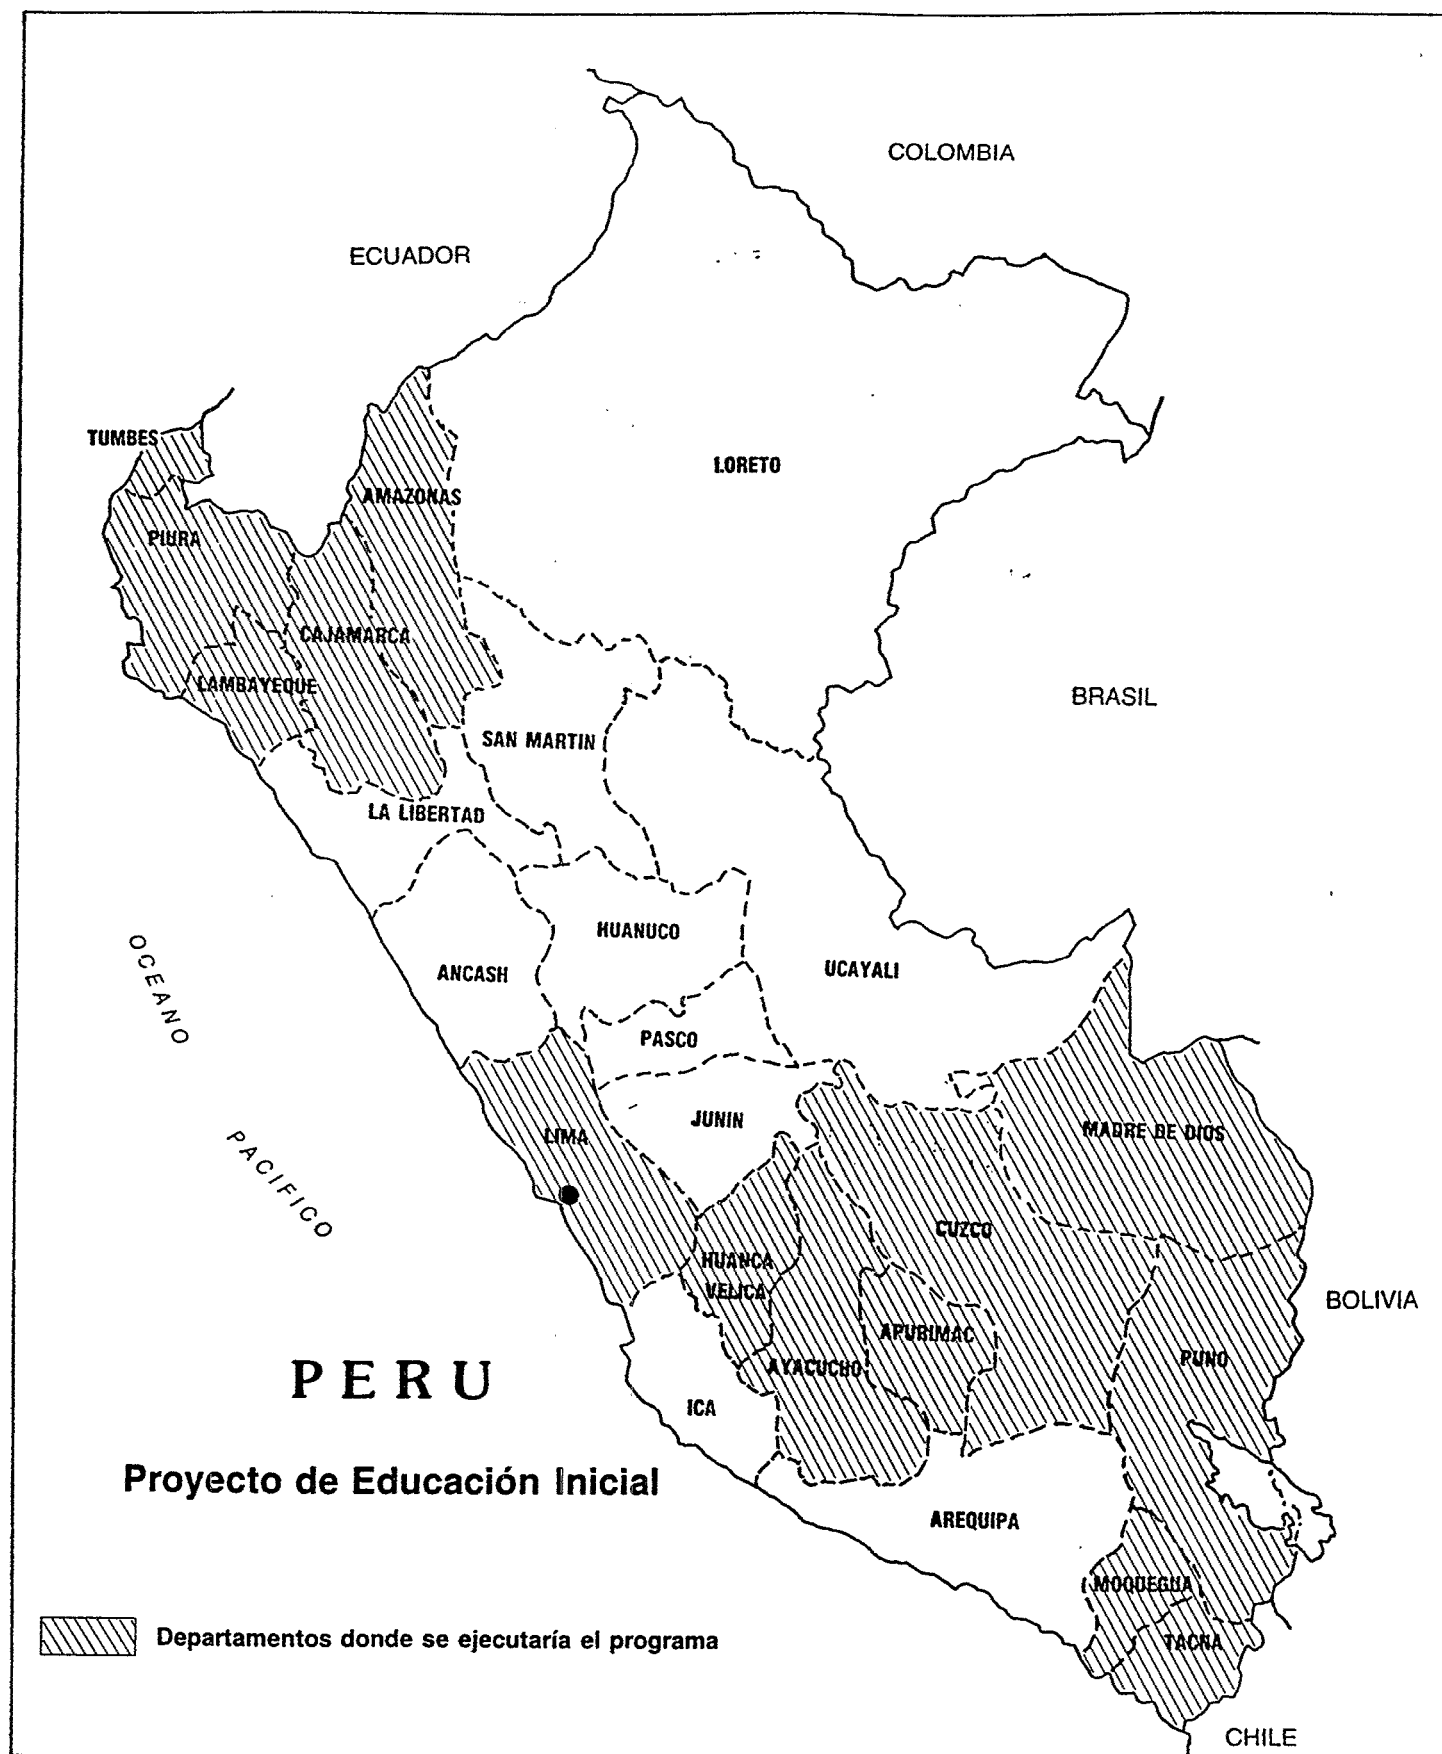 COLOMBIA
ECUADOR
TUMBES
LORETO
AMAZONAS
PIURA
CAJAMARCA
LAMBAYEQUE
BRASIL
SAN MARTIN
LA LIBERTAD
HUANUCO
ANCASH
UCAYALI
OCEANO
PASCO
JUNIN
LIMA
MADRE DE DIOS
PACIFICO
CUZCO
HUANCA
VELICA
BOLIVIA
APURIMAC
PUNO
AYACUCHO
PERU
ICA
Proyecto de Educación Inicial
AREQUIPA
MOQUEGUA
Departamentos donde se ejecutaría el programa
TACNA
CHILE